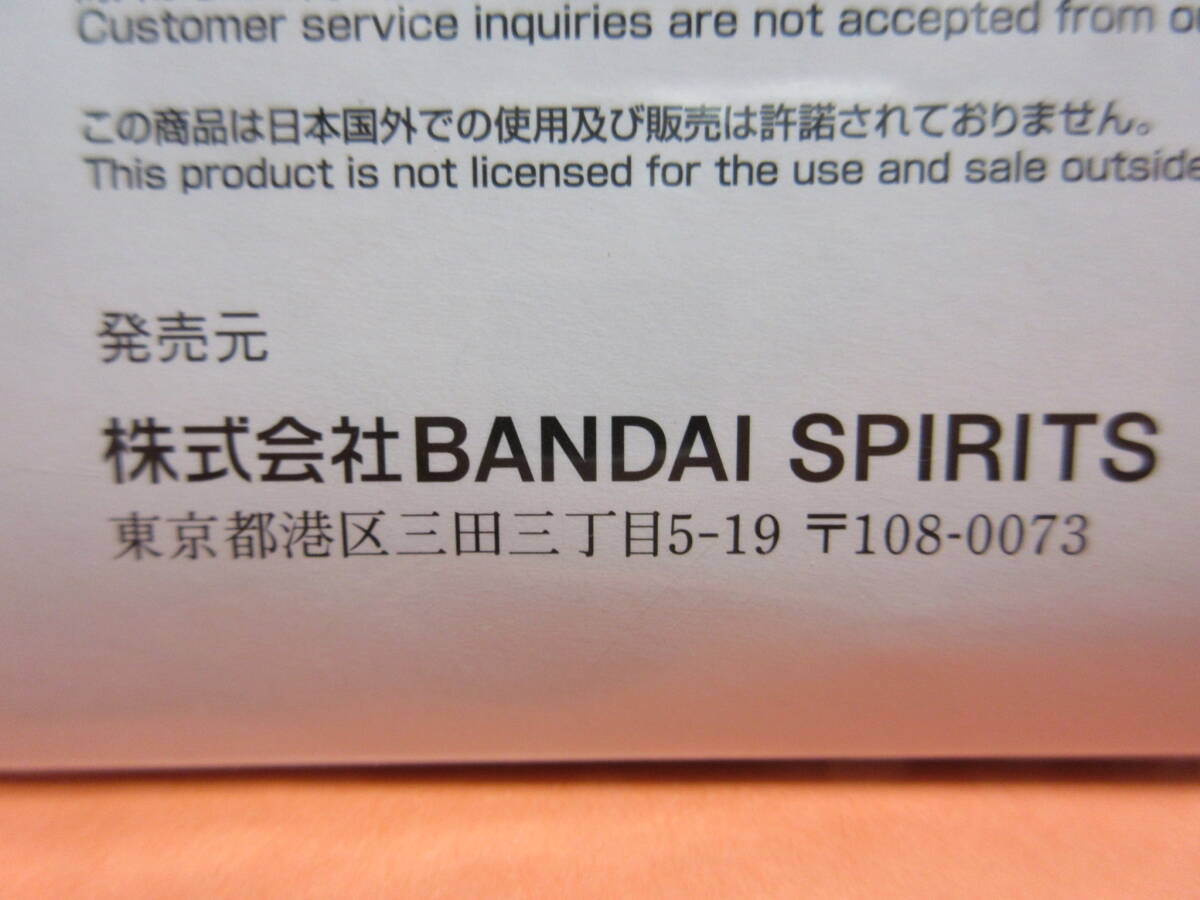 Customer service inquiries are not accepted from
この商品は日本国外での使用及び販売は許諾されておりません。
This product is not licensed for the use and sale outside
発売元
株式会社BANDAI SPIRITS
東京都港区三田三丁目5-19 〒108-0073